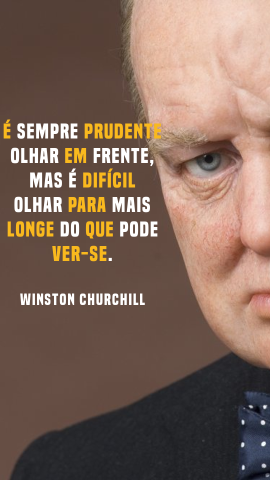 É SEMPRE PRUDENTE
OLHAR EM FRENTE,
MAS É DIFÍCIL
OLHAR PARA MAIS
LONGE DO QUE PODE
VER-SE.
WINSTON CHURCHILL